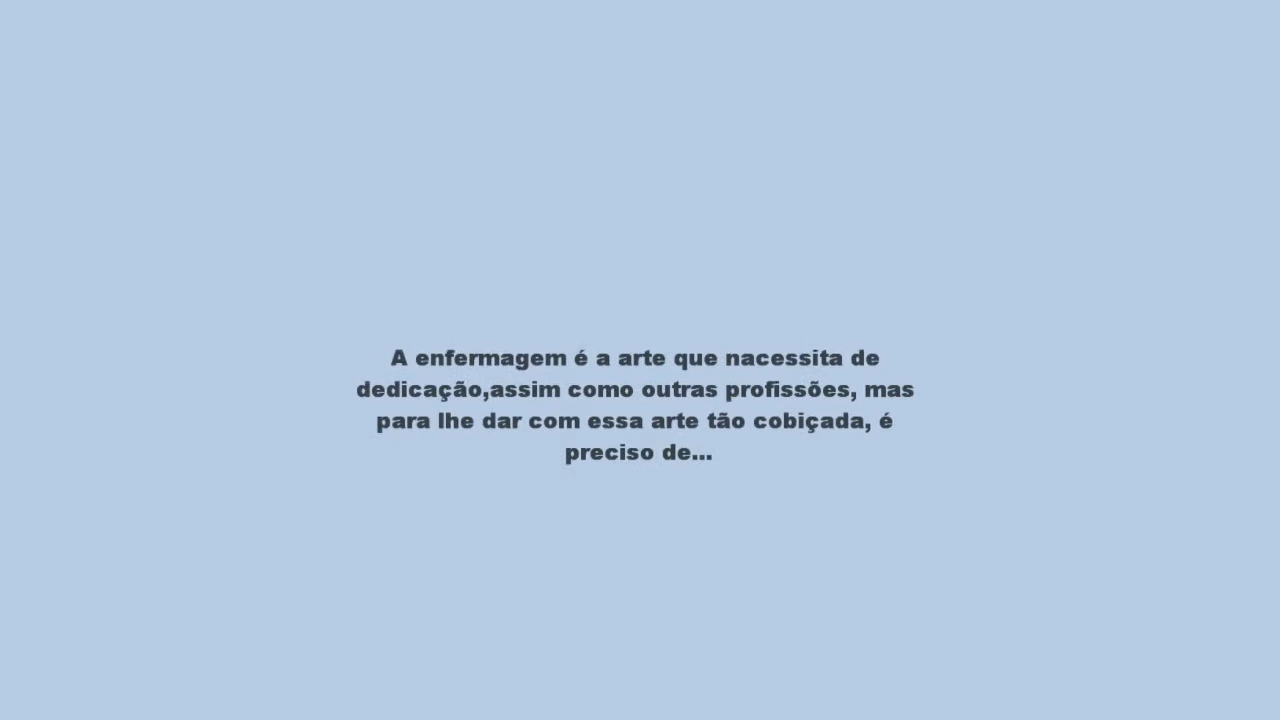 A enfermagem é a arte que nacessita de
dedicação,assim como outras profissões, mas
para lhe dar com essa arte tão cobiçada, é
preciso de...